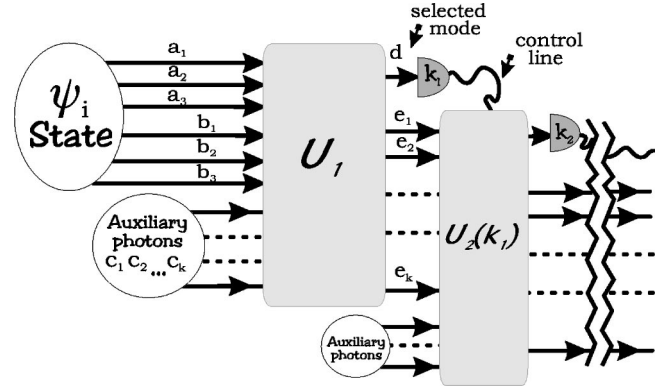 selected
mode
control
line
a₁
a₂
a₃
b₁
b₂
b₃
ψᵢ
State
d
k₁
e₁
e₂
k₂
U₁
U₂(k₁)
Auxiliary
photons
c₁ c₂ ... cₖ
eₖ
Auxiliary
photons